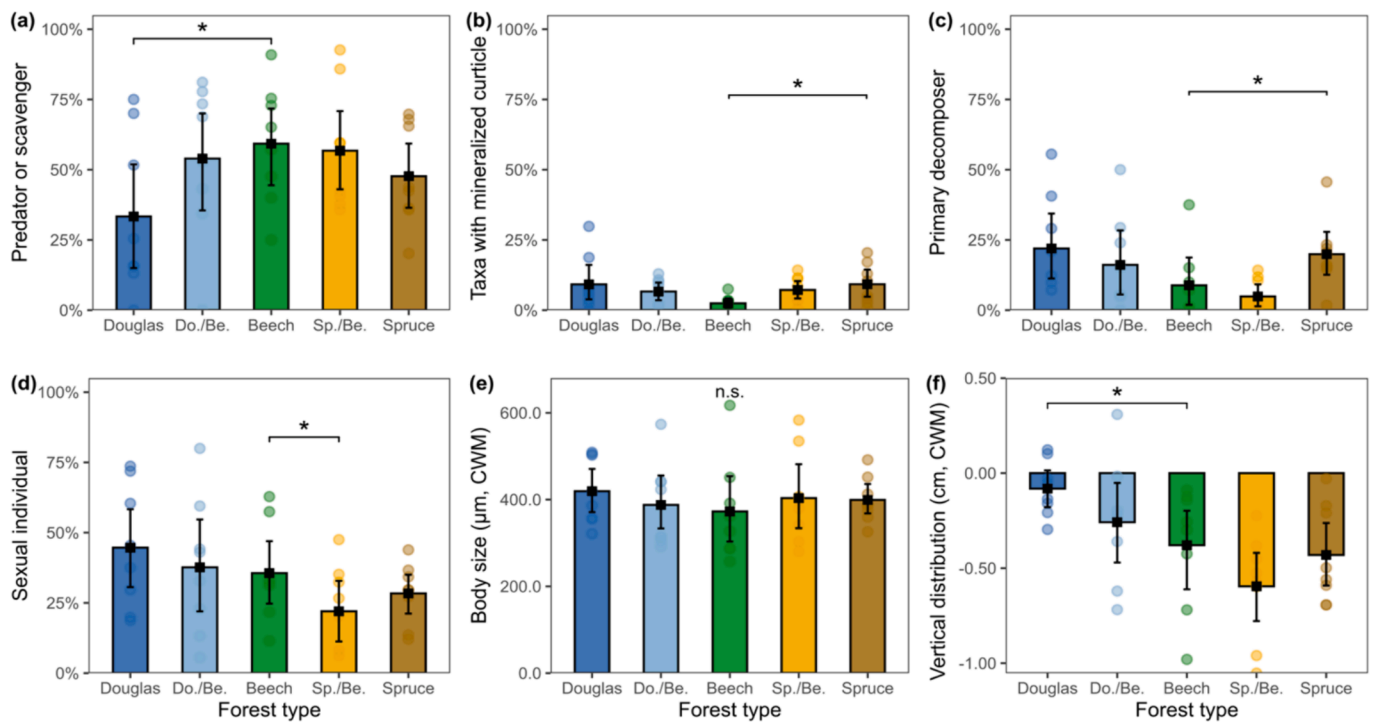 (a)
Predator or scavenger
100%
75%
50%
25%
0%
*
Douglas Do./Be. Beech Sp./Be. Spruce
(b)
Taxa with mineralized curticle
100%
75%
50%
25%
0%
*
Douglas Do./Be. Beech Sp./Be. Spruce
(c)
Primary decomposer
100%
75%
50%
25%
0%
*
Douglas Do./Be. Beech Sp./Be. Spruce
(d)
Sexual individual
100%
75%
50%
25%
0%
*
Douglas Do./Be. Beech Sp./Be. Spruce
Forest type
(e)
Body size (μm, CWM)
600.0
400.0
200.0
0.0
n.s.
Douglas Do./Be. Beech Sp./Be. Spruce
Forest type
(f)
Vertical distribution (cm, CWM)
0.50
0.00
-0.50
-1.00
*
Douglas Do./Be. Beech Sp./Be. Spruce
Forest type